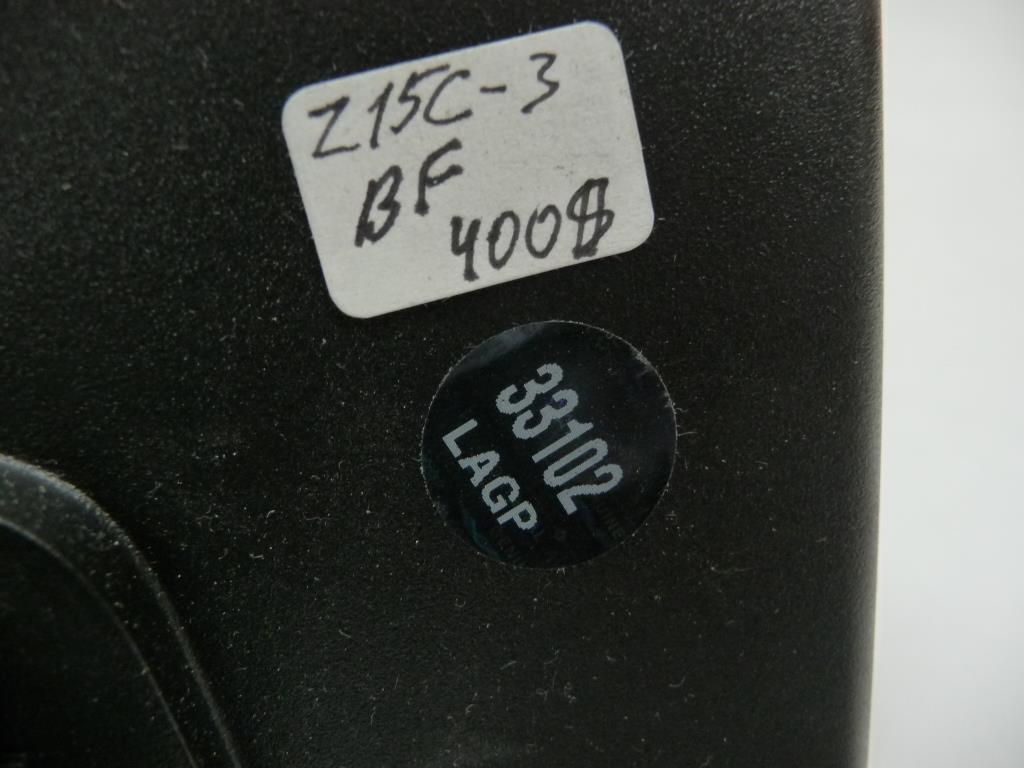 Z15C-3
BF
400$
33102
LAGP